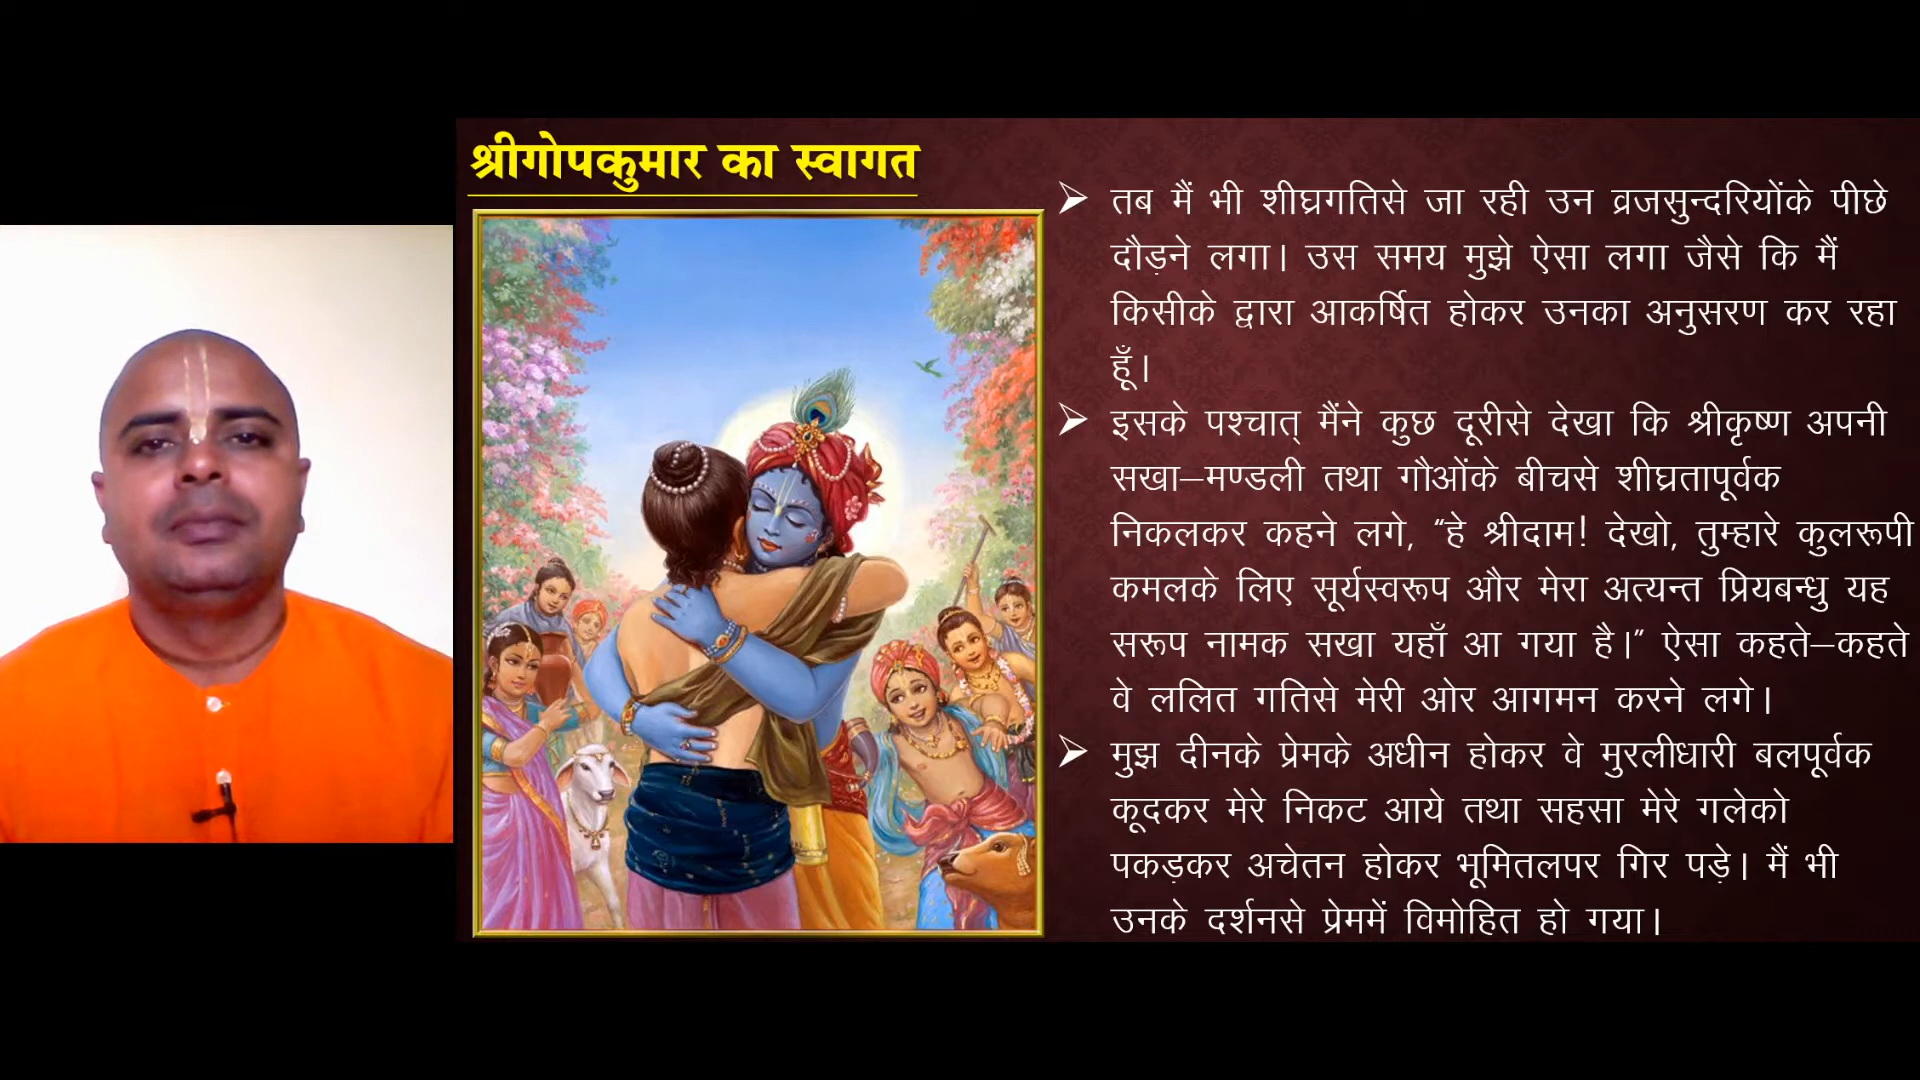 श्रीगोपकुमार का स्वागत
➢ तब मैं भी शीघ्रगतिसे जा रही उन व्रजसुन्दरियोंके पीछे
दौड़ने लगा। उस समय मुझे ऐसा लगा जैसे कि मैं
किसीके द्वारा आकर्षित होकर उनका अनुसरण कर रहा
हूँ।
➢ इसके पश्चात् मैंने कुछ दूरीसे देखा कि श्रीकृष्ण अपनी
सखा–मण्डली तथा गौओंके बीचसे शीघ्रतापूर्वक
निकलकर कहने लगे, “हे श्रीदाम! देखो, तुम्हारे कुलरूपी
कमलके लिए सूर्यस्वरूप और मेरा अत्यन्त प्रियबन्धु यह
सरूप नामक सखा यहाँ आ गया है।” ऐसा कहते–कहते
वे ललित गतिसे मेरी ओर आगमन करने लगे।
➢ मुझ दीनके प्रेमके अधीन होकर वे मुरलीधारी बलपूर्वक
कूदकर मेरे निकट आये तथा सहसा मेरे गलेको
पकड़कर अचेतन होकर भूमितलपर गिर पड़े। मैं भी
उनके दर्शनसे प्रेममें विमोहित हो गया।